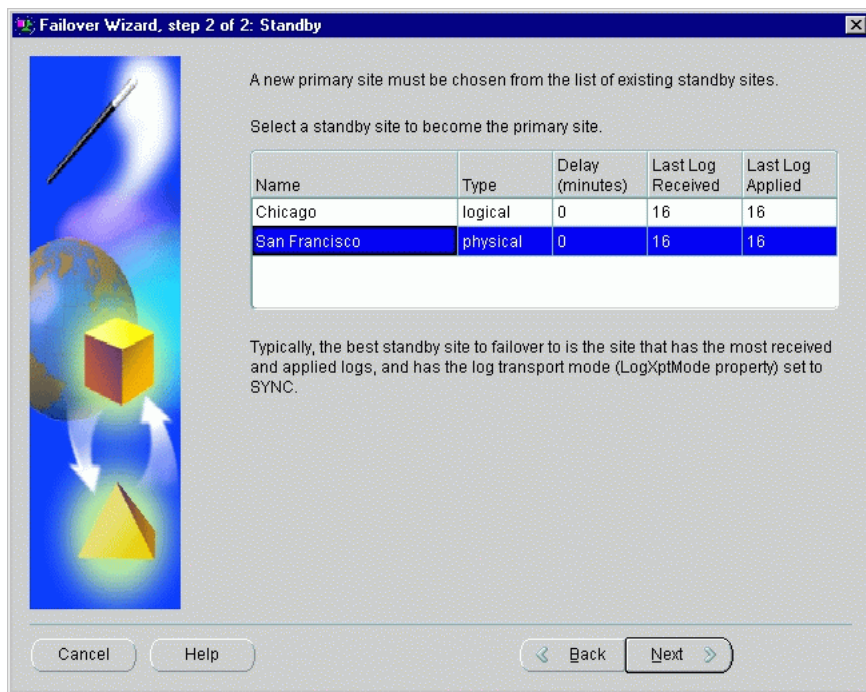 Failover Wizard, step 2 of 2: Standby
A new primary site must be chosen from the list of existing standby sites.
Select a standby site to become the primary site.
Name Type Delay (minutes) Last Log Received Last Log Applied
Chicago logical 0 16 16
San Francisco physical 0 16 16
Typically, the best standby site to failover to is the site that has the most received
and applied logs, and has the log transport mode (LogXptMode property) set to
SYNC.
Cancel Help Back Next